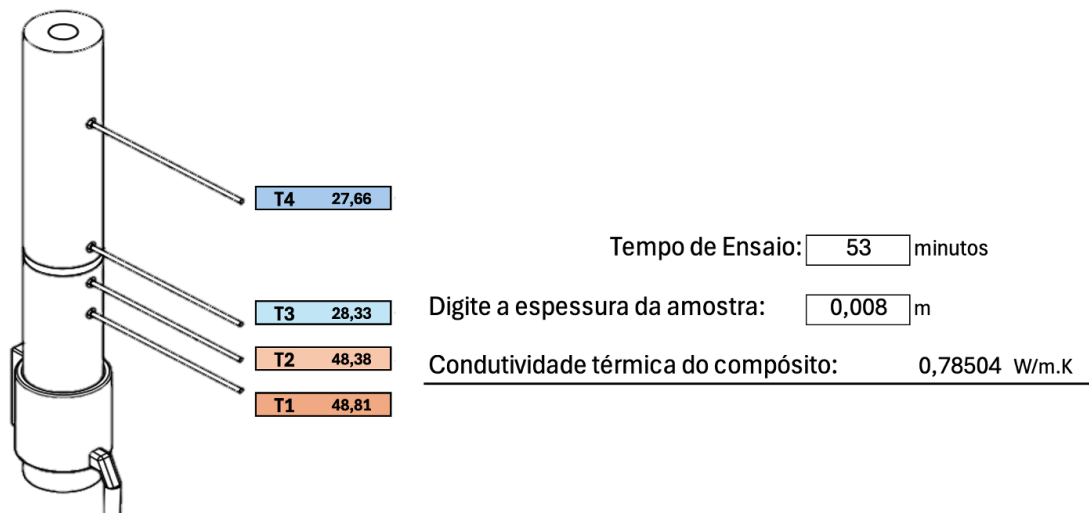 T4 27,66
Tempo de Ensaio: 53 minutos
T3 28,33
Digite a espessura da amostra: 0,008 m
T2 48,38
Condutividade térmica do compósito: 0,78504 W/m.K
T1 48,81